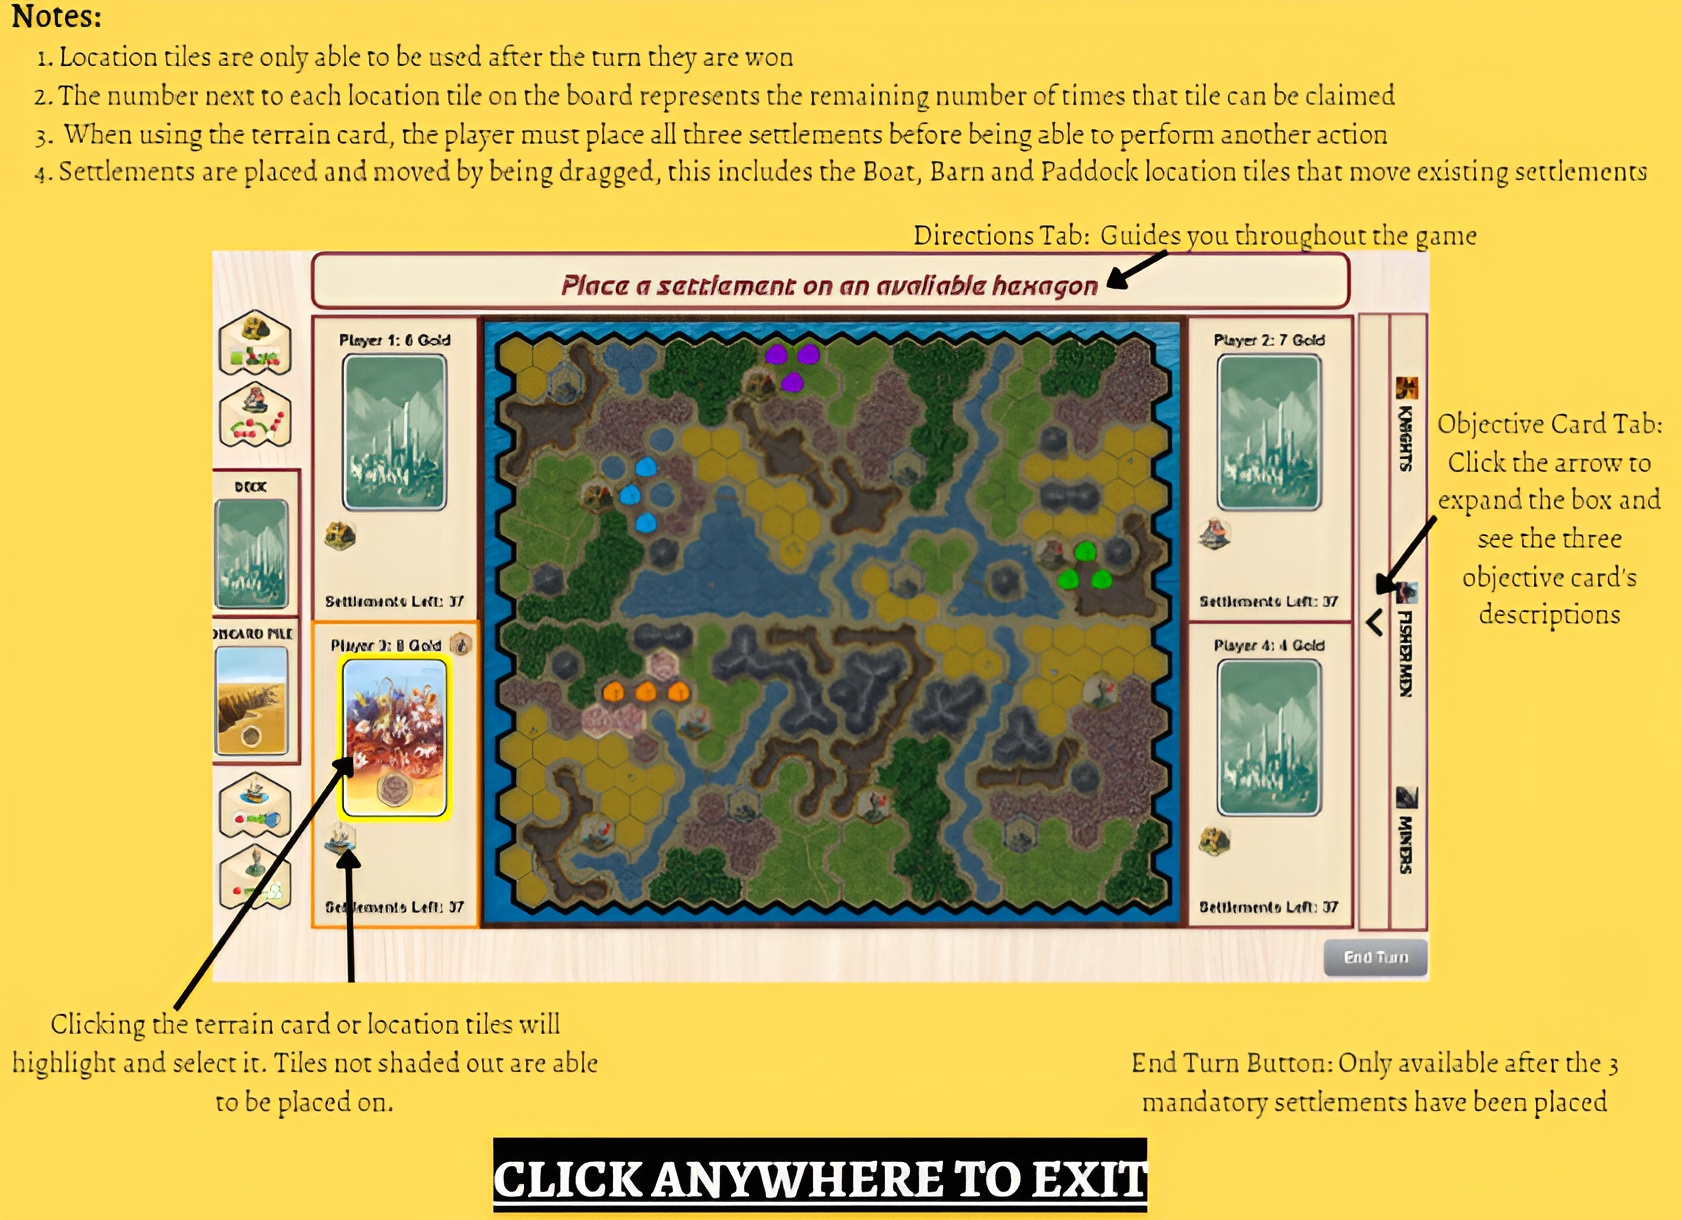 Notes:
1. Location tiles are only able to be used after the turn they are won
2. The number next to each location tile on the board represents the remaining number of times that tile can be claimed
3. When using the terrain card, the player must place all three settlements before being able to perform another action
4. Settlements are placed and moved by being dragged, this includes the Boat, Barn and Paddock location tiles that move existing settlements
Directions Tab: Guides you throughout the game
Place a settlement on an avaliable hexagon
Player 1: 6 Gold
Settlements Left: 37
Player 2: 7 Gold
Settlements Left: 37
DECK
Gold
Settlements Left: 37
Player 4: 4 Gold
Settlements Left: 37
KNIGHTS
FISHERMEN
MINERS
Objective Card Tab:
Click the arrow to
expand the box and
see the three
objective card's
descriptions
End Turn
Clicking the terrain card or location tiles will
highlight and select it. Tiles not shaded out are able
to be placed on.
End Turn Button: Only available after the 3
mandatory settlements have been placed
CLICK ANYWHERE TO EXIT